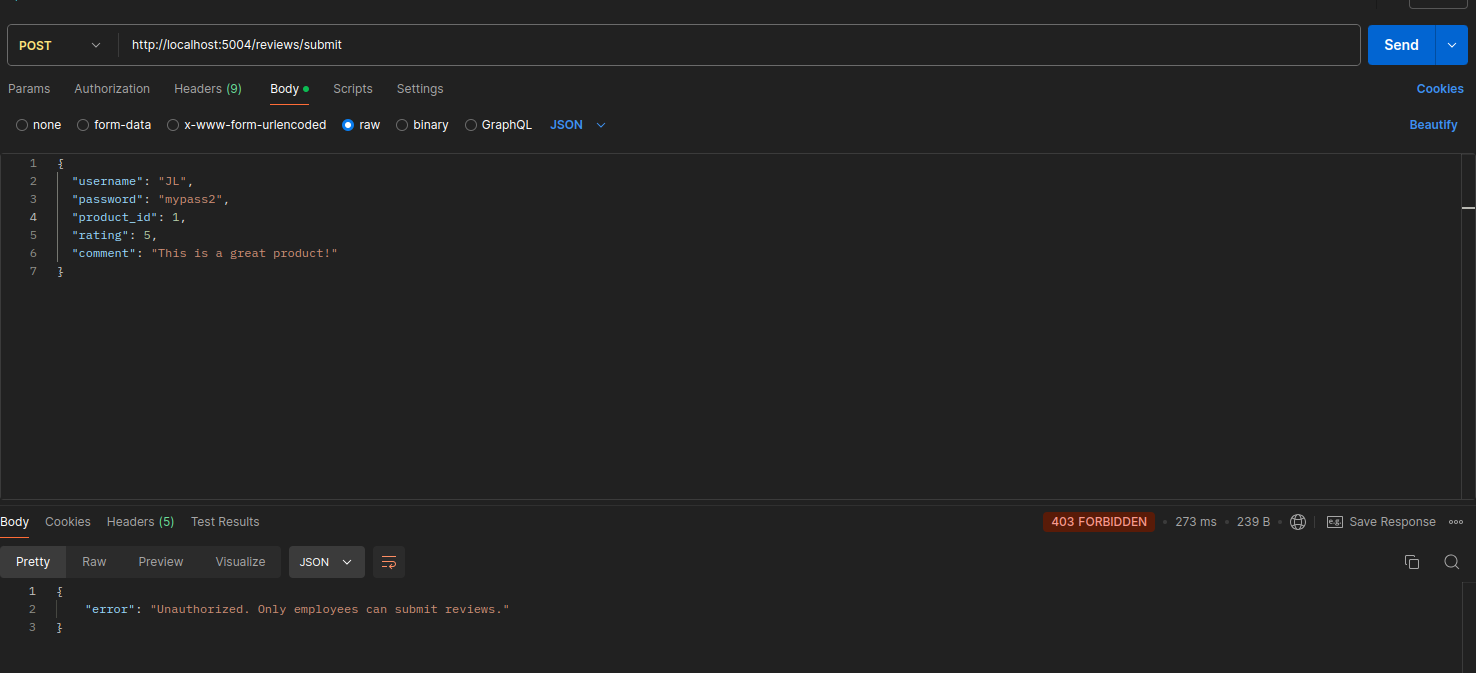 POST http://localhost:5004/reviews/submit Send
Params Authorization Headers (9) Body Scripts Settings Cookies
none form-data x-www-form-urlencoded raw binary GraphQL JSON Beautify
1 {
2 "username": "JL",
3 "password": "mypass2",
4 "product_id": 1,
5 "rating": 5,
6 "comment": "This is a great product!"
7 }
Body Cookies Headers (5) Test Results 403 FORBIDDEN 273 ms 239 B e.g. Save Response
Pretty Raw Preview Visualize JSON
1 {
2 "error": "Unauthorized. Only employees can submit reviews."
3 }